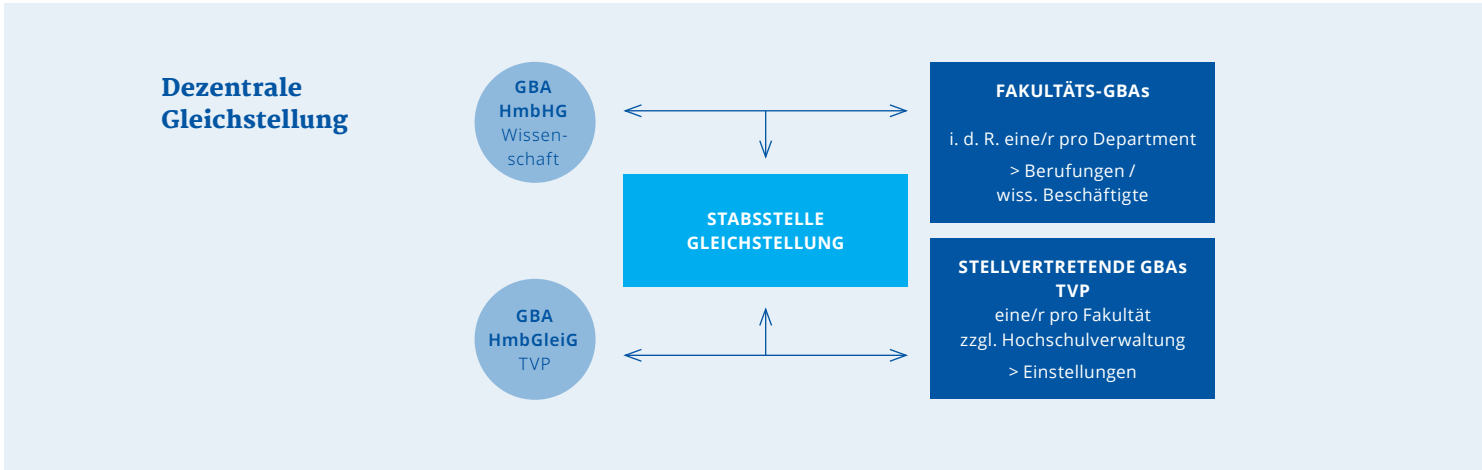 Dezentrale
Gleichstellung
GBA
HmbHG
Wissen-
schaft
FAKULTÄTS-GBAs
i. d. R. eine/r pro Department
> Berufungen /
wiss. Beschäftigte
STABSSTELLE
GLEICHSTELLUNG
GBA
HmbGleiG
TVP
STELLVERTRETENDE GBAs
TVP
eine/r pro Fakultät
zzgl. Hochschulverwaltung
> Einstellungen